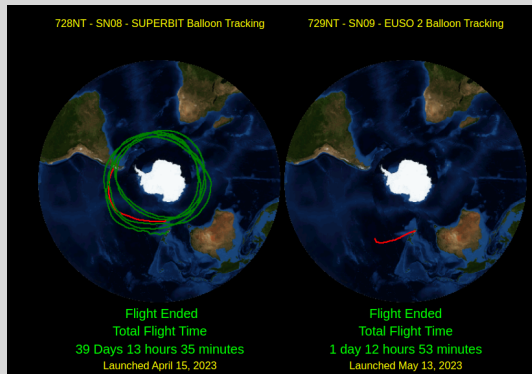 728NT - SN08 - SUPERBIT Balloon Tracking
Flight Ended
Total Flight Time
39 Days 13 hours 35 minutes
Launched April 15, 2023
729NT - SN09 - EUSO 2 Balloon Tracking
Flight Ended
Total Flight Time
1 day 12 hours 53 minutes
Launched May 13, 2023